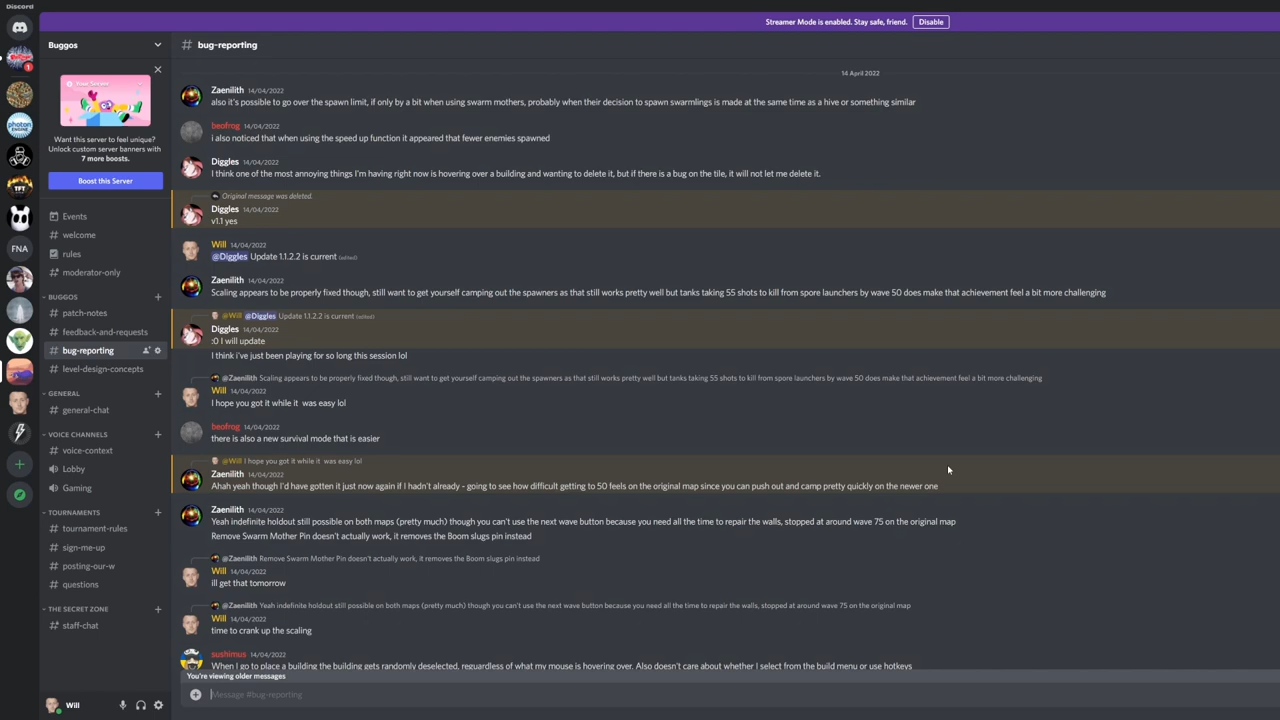 Discord
Streamer Mode is enabled. Stay safe, friend.
Disable
Buggos
bug-reporting
1
Want this server to feel unique?
Unlock custom server banners with
7 more boosts.
Boost this Server
Events
welcome
rules
moderator-only
BUGGOS
patch-notes
feedback-and-requests
bug-reporting
level-design-concepts
GENERAL
general-chat
VOICE CHANNELS
voice-context
Lobby
Gaming
TOURNAMENTS
tournament-rules
sign-me-up
posting-our-w
questions
THE SECRET ZONE
staff-chat
Will
photon
ENGINE
TFT
FNA
14 April 2022
Zaenilith 14/04/2022
also it's possible to go over the spawn limit, if only by a bit when using swarm mothers, probably when their decision to spawn swarmlings is made at the same time as a hive or something similar
beofrog 14/04/2022
i also noticed that when using the speed up function it appeared that fewer enemies spawned
Diggles 14/04/2022
I think one of the most annoying things I'm having right now is hovering over a building and wanting to delete it, but if there is a bug on the tile, it will not let me delete it.
Original message was deleted.
Diggles 14/04/2022
v1.1 yes
Will 14/04/2022
@Diggles Update 1.1.2.2 is current (edited)
Zaenilith 14/04/2022
Scaling appears to be properly fixed though, still want to get yourself camping out the spawners as that still works pretty well but tanks taking 55 shots to kill from spore launchers by wave 50 does make that achievement feel a bit more challenging
@Will @Diggles Update 1.1.2.2 is current (edited)
Diggles 14/04/2022
:0 I will update
I think i've just been playing for so long this session lol
@Zaenilith Scaling appears to be properly fixed though, still want to get yourself camping out the spawners as that still works pretty well but tanks taking 55 shots to kill from spore launchers by wave 50 does make that achievement feel a bit more challenging
Will 14/04/2022
I hope you got it while it was easy lol
beofrog 14/04/2022
there is also a new survival mode that is easier
@Will I hope you got it while it was easy lol
Zaenilith 14/04/2022
Ahah yeah though I'd have gotten it just now again if I hadn't already - going to see how difficult getting to 50 feels on the original map since you can push out and camp pretty quickly on the newer one
Zaenilith 14/04/2022
Yeah indefinite holdout still possible on both maps (pretty much) though you can't use the next wave button because you need all the time to repair the walls, stopped at around wave 75 on the original map
Remove Swarm Mother Pin doesn't actually work, it removes the Boom slugs pin instead
@Zaenilith Remove Swarm Mother Pin doesn't actually work, it removes the Boom slugs pin instead
Will 14/04/2022
ill get that tomorrow
@Zaenilith Yeah indefinite holdout still possible on both maps (pretty much) though you can't use the next wave button because you need all the time to repair the walls, stopped at around wave 75 on the original map
Will 14/04/2022
time to crank up the scaling
sushimus 14/04/2022
When I go to place a building the building gets randomly deselected, reguardless of what my mouse is hovering over. Also doesn't care about whether I select from the build menu or use hotkeys
You're viewing older messages
Message #bug-reporting